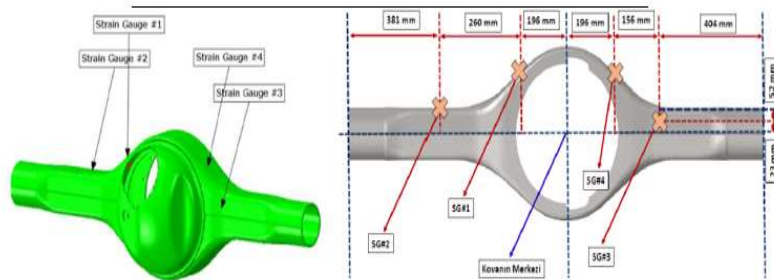 Strain Gauge #1
Strain Gauge #2
Strain Gauge #4
Strain Gauge #3
381 mm
260 mm
196 mm
196 mm
156 mm
404 mm
SG#2
SG#1
Kovanın Merkezi
SG#4
SG#3